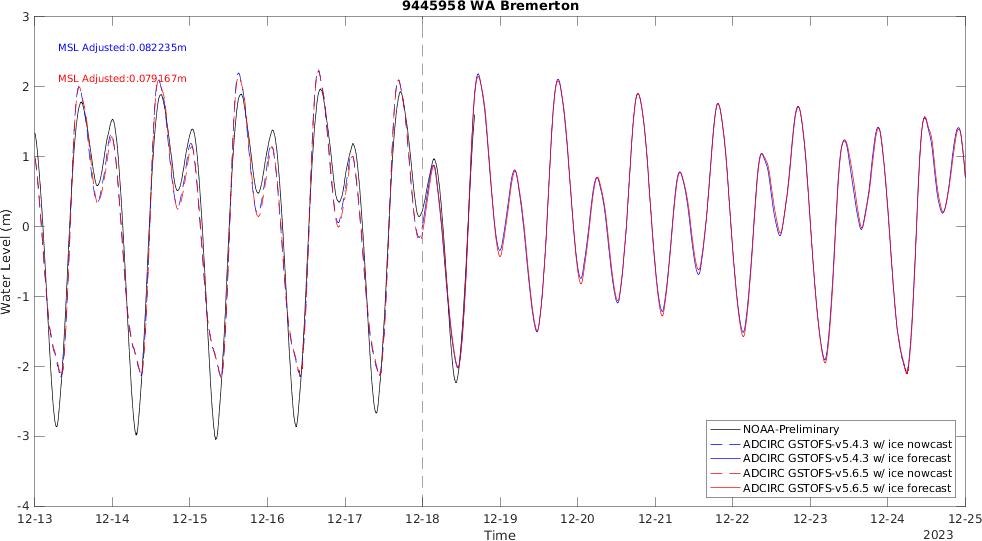 9445958 WA Bremerton
MSL Adjusted:0.082235m
MSL Adjusted:0.079167m
Water Level (m)
3
2
1
0
-1
-2
-3
-4
NOAA-Preliminary
ADCIRC GSTOFS-v5.4.3 w/ ice nowcast
ADCIRC GSTOFS-v5.4.3 w/ ice forecast
ADCIRC GSTOFS-v5.6.5 w/ ice nowcast
ADCIRC GSTOFS-v5.6.5 w/ ice forecast
12-13 12-14 12-15 12-16 12-17 12-18 12-19 12-20 12-21 12-22 12-23 12-24 12-25
Time
2023